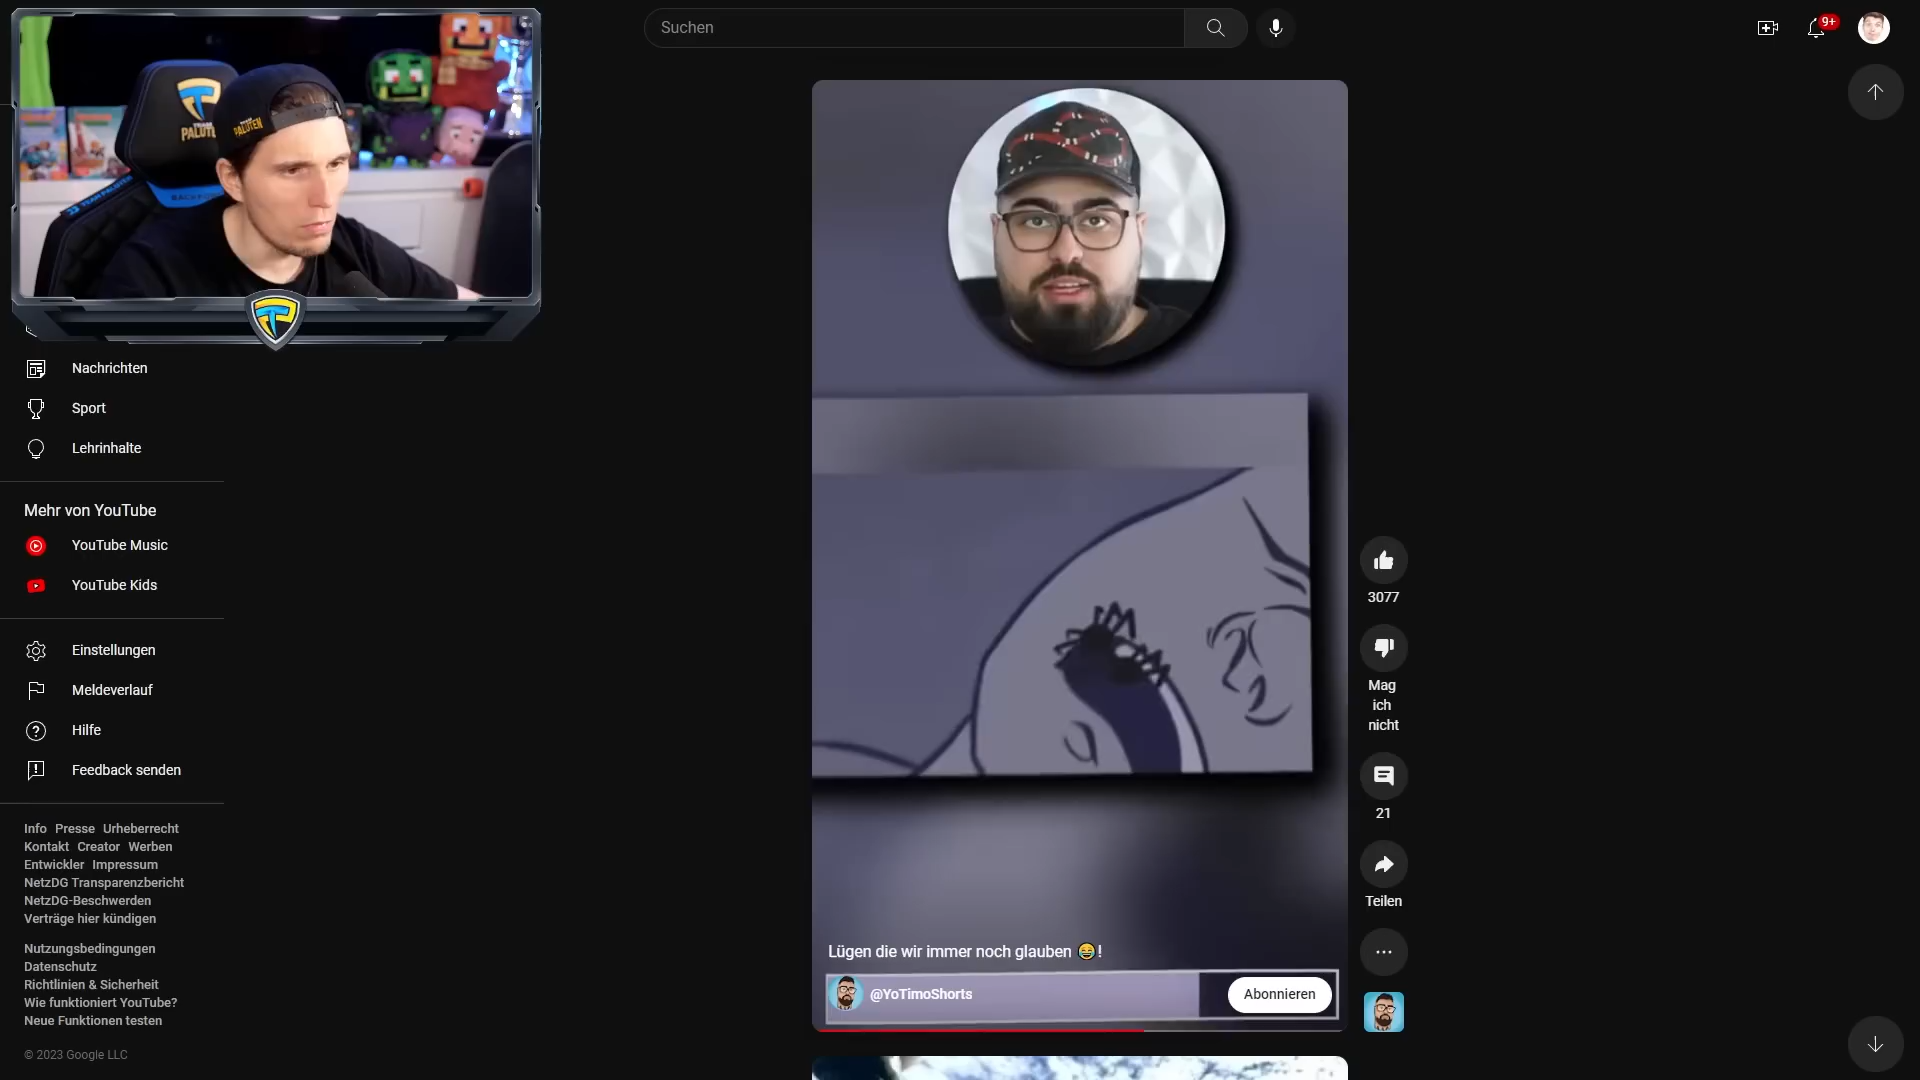 Suchen
9+
PALUTEN
TEAM PALUTEN
Nachrichten
Sport
Lehrinhalte
Mehr von YouTube
YouTube Music
YouTube Kids
Einstellungen
Meldeverlauf
Hilfe
Feedback senden
Info Presse Urheberrecht
Kontakt Creator Werben
Entwickler Impressum
NetzDG Transparenzbericht
NetzDG-Beschwerden
Verträge hier kündigen
Nutzungsbedingungen
Datenschutz
Richtlinien & Sicherheit
Wie funktioniert YouTube?
Neue Funktionen testen
© 2023 Google LLC
3077
Mag
ich
nicht
21
Teilen
Lügen die wir immer noch glauben 😂!
@YoTimoShorts
Abonnieren